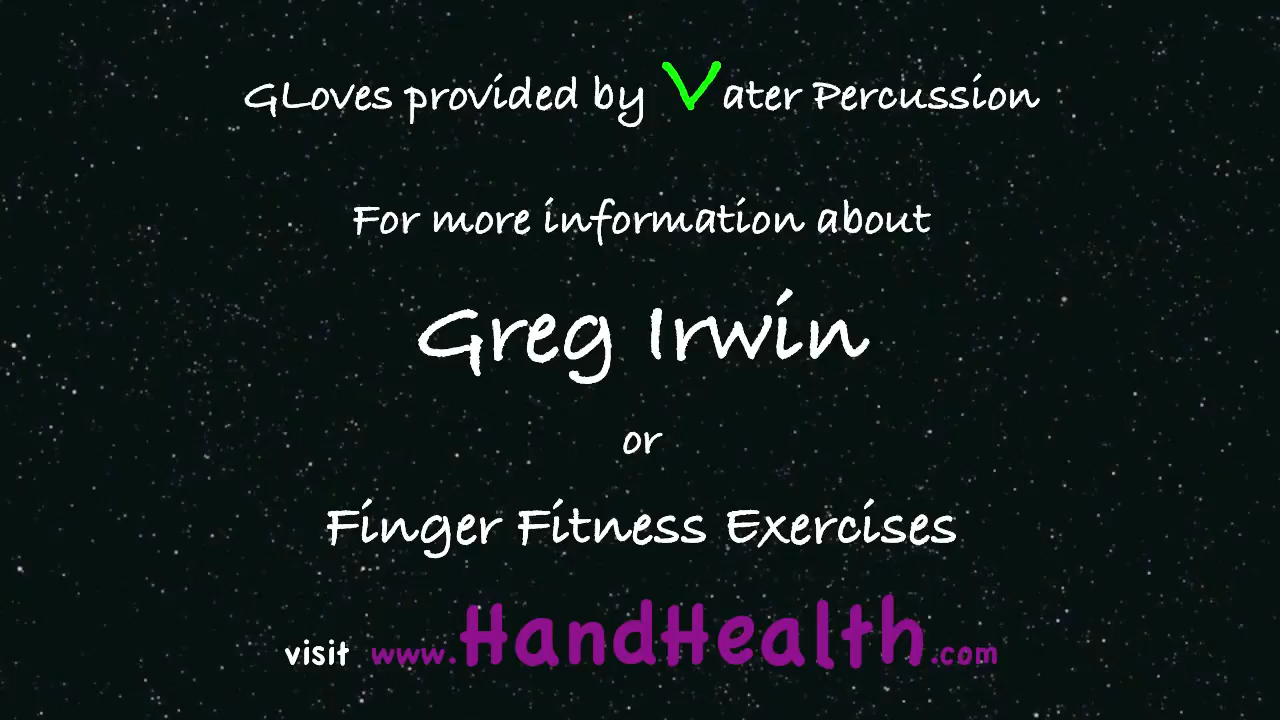 GLoves provided by Vater Percussion
For more information about
Greg Irwin
or
Finger Fitness Exercises
visit www.HandHealth.com